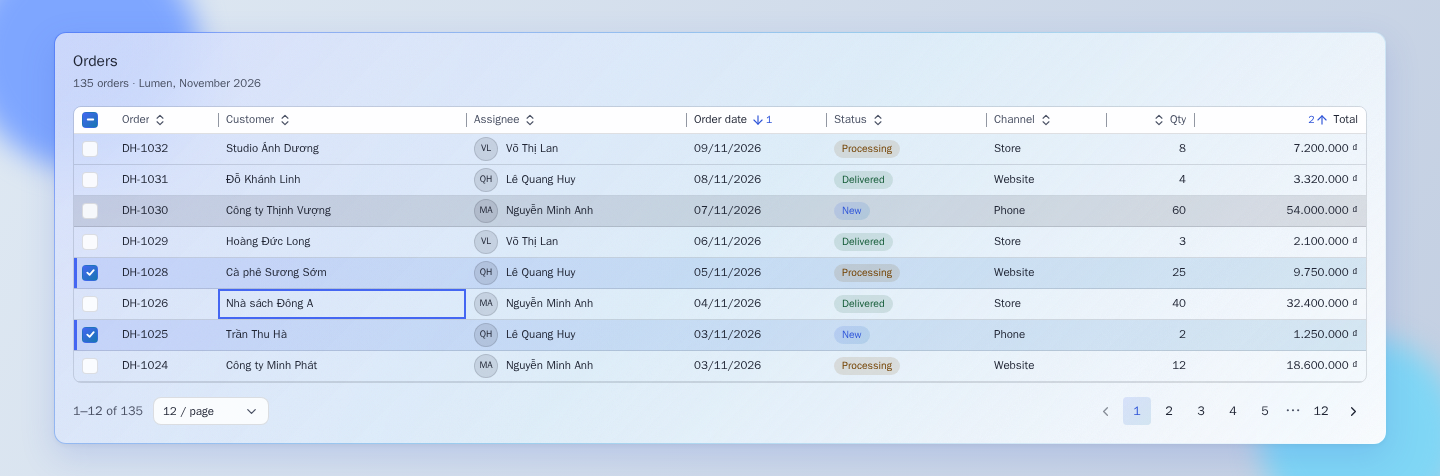 Orders
135 orders · Lumen, November 2026
Order Customer Assignee Order date 1 Status Channel Qty 2 Total
DH-1032 Studio Ánh Dương VL Võ Thị Lan 09/11/2026 Processing Store 8 7.200.000 ₫
DH-1031 Đỗ Khánh Linh QH Lê Quang Huy 08/11/2026 Delivered Website 4 3.320.000 ₫
DH-1030 Công ty Thịnh Vượng MA Nguyễn Minh Anh 07/11/2026 New Phone 60 54.000.000 ₫
DH-1029 Hoàng Đức Long VL Võ Thị Lan 06/11/2026 Delivered Store 3 2.100.000 ₫
DH-1028 Cà phê Sương Sớm QH Lê Quang Huy 05/11/2026 Processing Website 25 9.750.000 ₫
DH-1026 Nhà sách Đông A MA Nguyễn Minh Anh 04/11/2026 Delivered Store 40 32.400.000 ₫
DH-1025 Trần Thu Hà QH Lê Quang Huy 03/11/2026 New Phone 2 1.250.000 ₫
DH-1024 Công ty Minh Phát MA Nguyễn Minh Anh 03/11/2026 Processing Website 12 18.600.000 ₫
1–12 of 135 12 / page 1 2 3 4 5 ··· 12